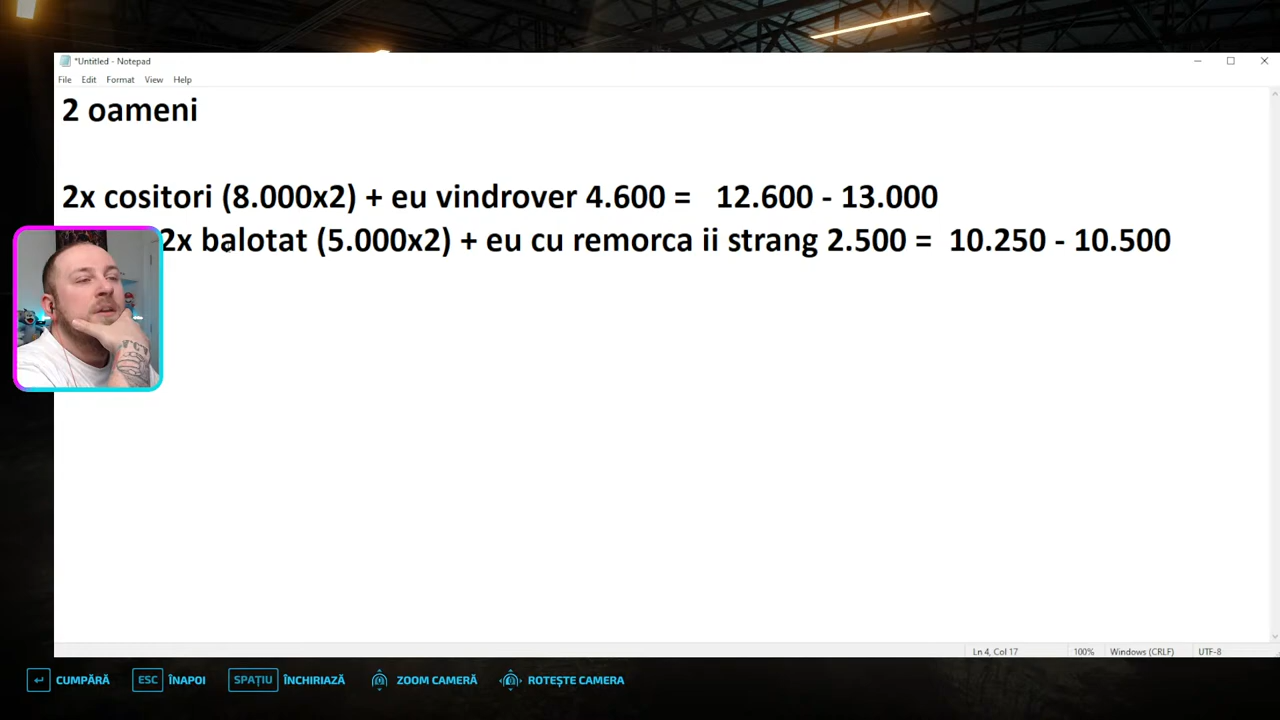 *Untitled - Notepad
File Edit Format View Help
2 oameni
2x cositori (8.000x2) + eu vindrover 4.600 = 12.600 - 13.000
2x balotat (5.000x2) + eu cu remorca ii strang 2.500 = 10.250 - 10.500
Ln 4, Col 17 100% Windows (CRLF) UTF-8
CUMPĂRĂ ESC ÎNAPOI SPAȚIU ÎNCHIRIAZĂ ZOOM CAMERĂ ROTEȘTE CAMERA